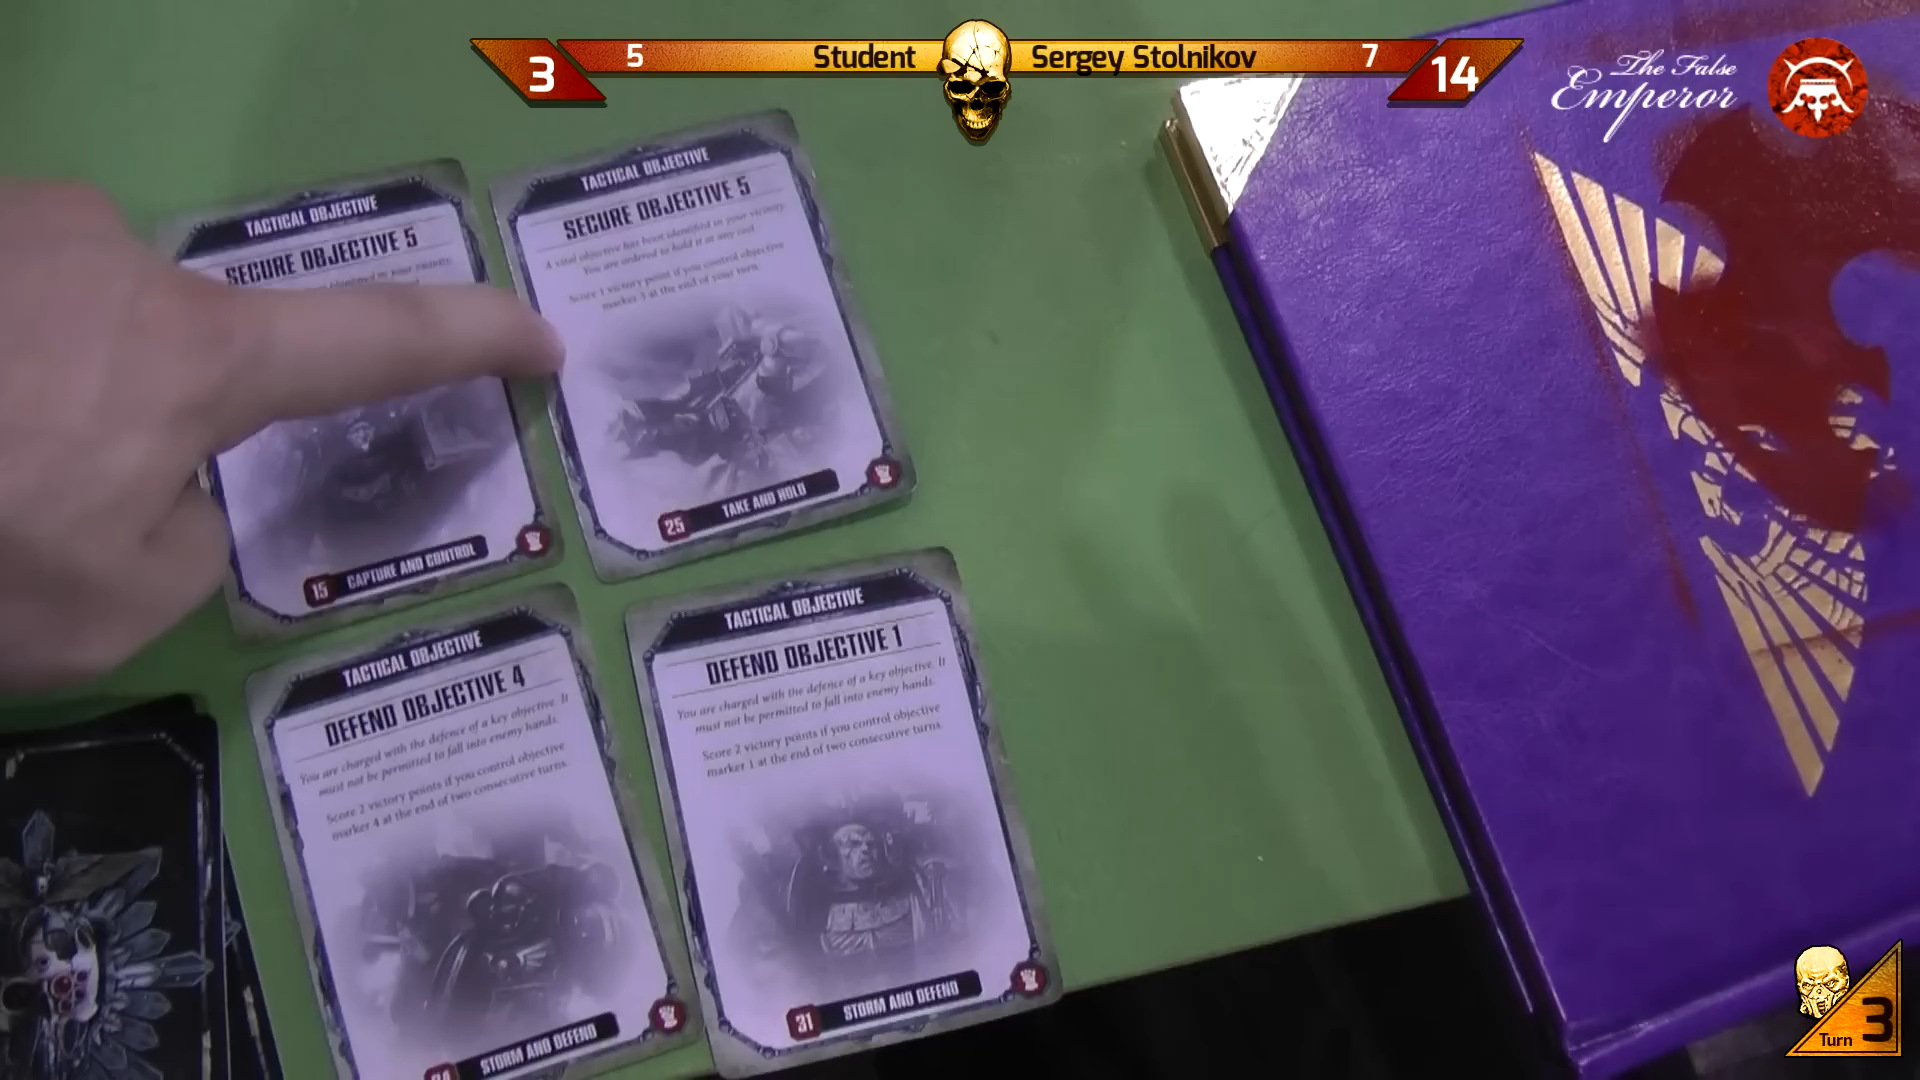 3
5
Student
Sergey Stolnikov
7
14
The False
Emperor
TACTICAL OBJECTIVE
SECURE OBJECTIVE 5
15
CAPTURE AND CONTROL
TACTICAL OBJECTIVE
SECURE OBJECTIVE 5
A vital objective has been identified in your vicinity.
You are ordered to hold it at any cost.
Score 1 victory point if you control objective
marker 5 at the end of your turn.
25
TAKE AND HOLD
TACTICAL OBJECTIVE
DEFEND OBJECTIVE 4
You are charged with the defence of a key objective. It
must not be permitted to fall into enemy hands.
Score 2 victory points if you control objective
marker 4 at the end of two consecutive turns.
STORM AND DEFEND
TACTICAL OBJECTIVE
DEFEND OBJECTIVE 1
You are charged with the defence of a key objective. It
must not be permitted to fall into enemy hands.
Score 2 victory points if you control objective
marker 1 at the end of two consecutive turns.
31
STORM AND DEFEND
Turn 3